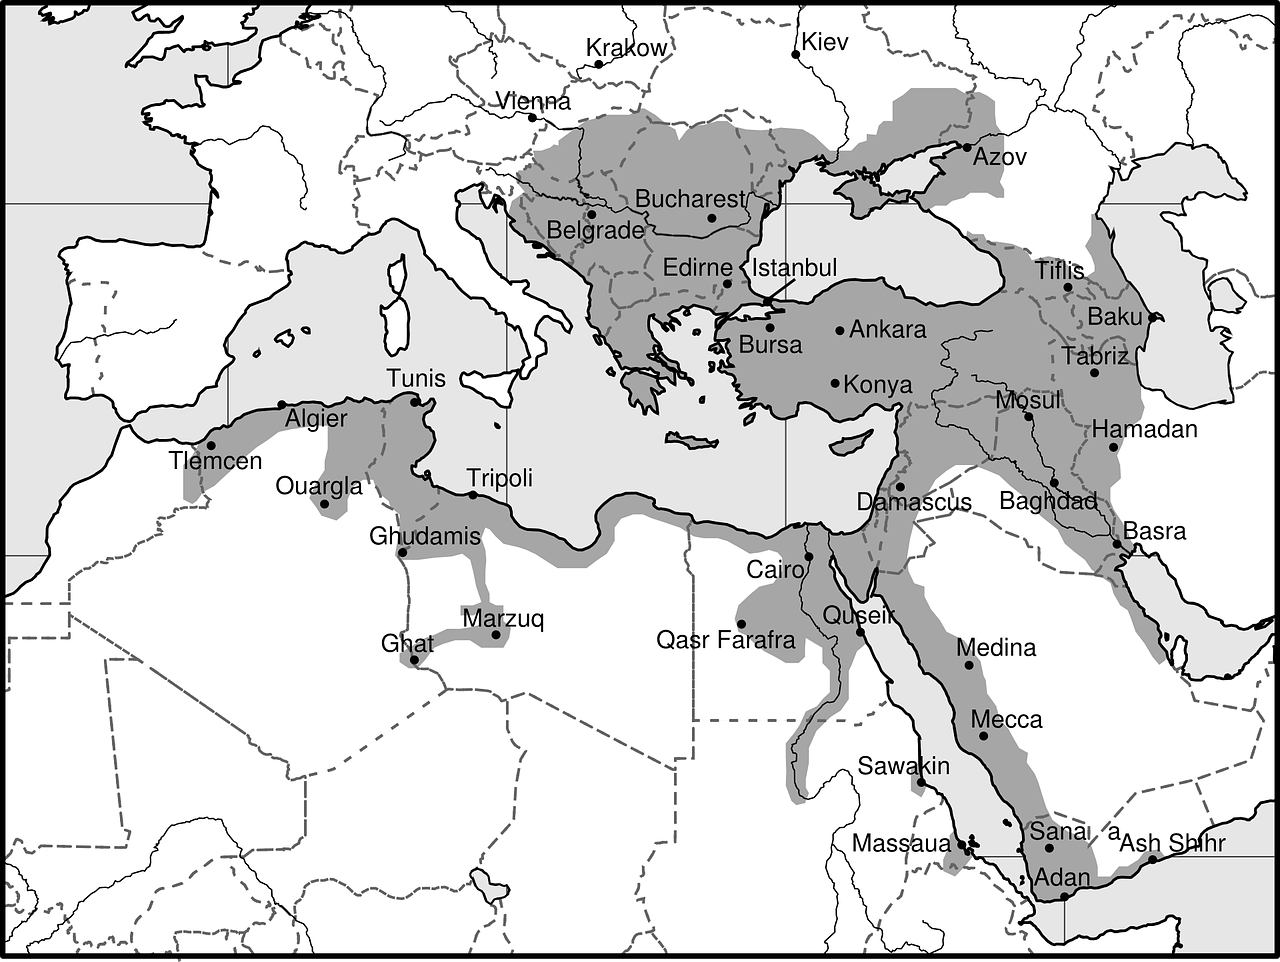 Krakow
Kiev
Vienna
Azov
Bucharest
Belgrade
Edirne
Istanbul
Tiflis
Baku
Ankara
Bursa
Tabriz
Tunis
Konya
Algier
Mosul
Hamadan
Tlemcen
Tripoli
Ouargla
Damascus
Baghdad
Ghudamis
Basra
Cairo
Marzuq
Quseir
Qasr Farafra
Ghat
Medina
Mecca
Sawakin
Massaua
Sana a
Ash Shihr
Adan